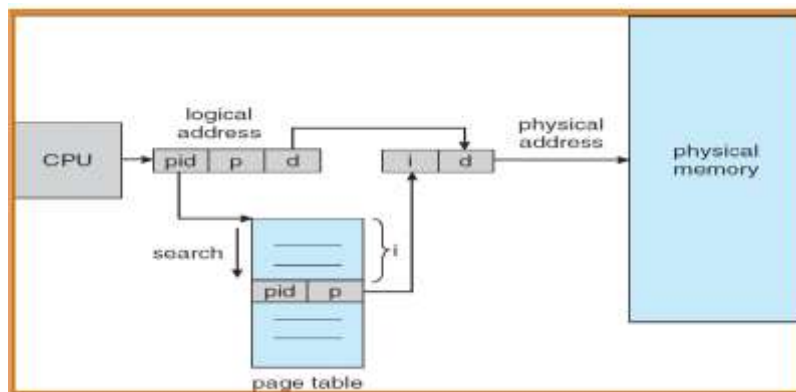 logical
address
physical
address
CPU
pid p d
i d
physical
memory
search
i
pid p
page table